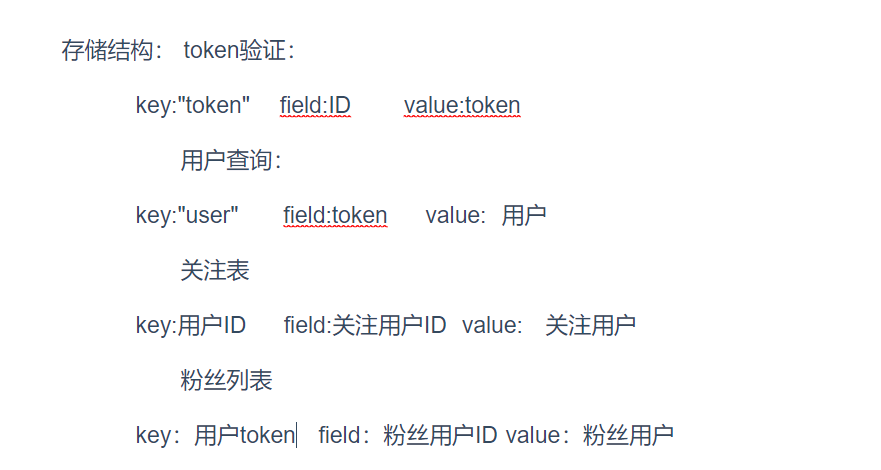 存储结构： token验证：
key:"token" field:ID value:token
用户查询：
key:"user" field:token value: 用户
关注表
key:用户ID field:关注用户ID value: 关注用户
粉丝列表
key：用户token field：粉丝用户ID value：粉丝用户